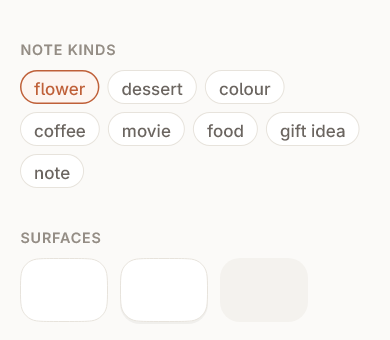 NOTE KINDS
flower dessert colour
coffee movie food gift idea
note
SURFACES